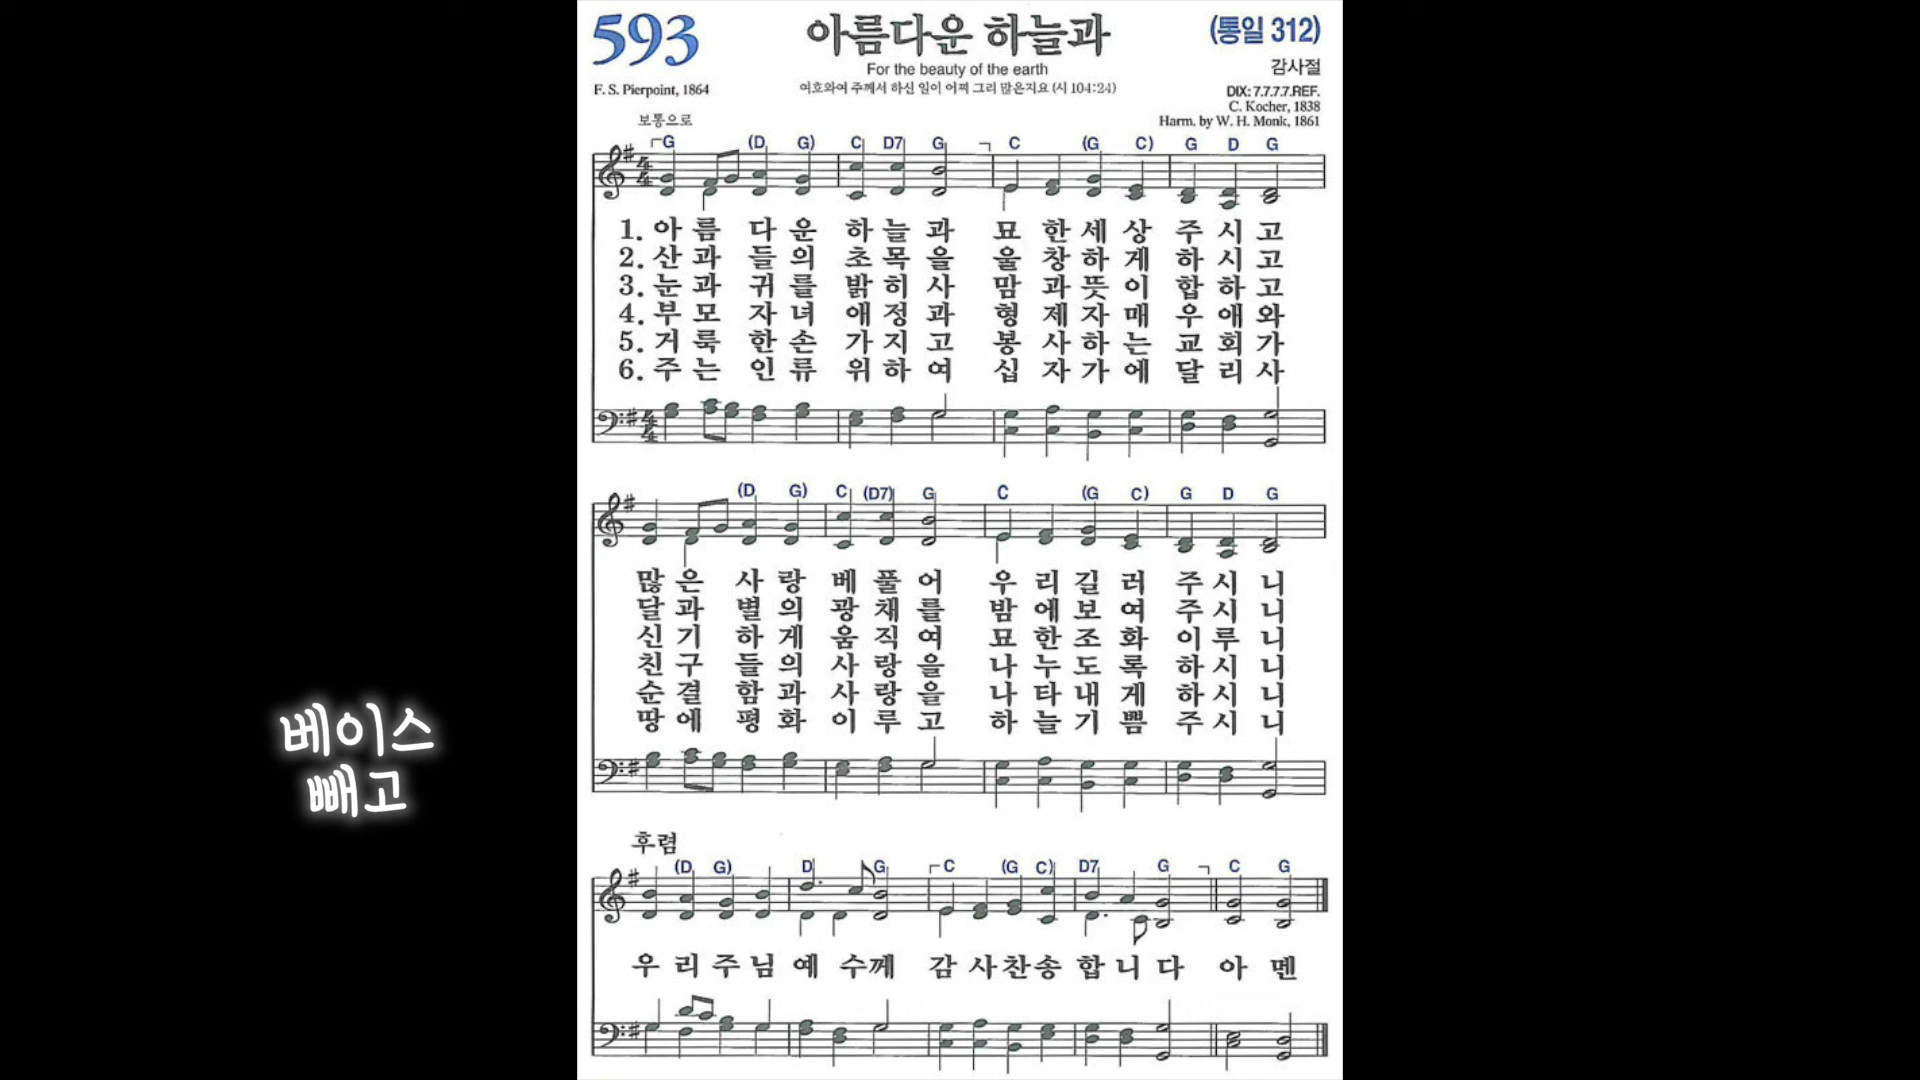 593
아름다운 하늘과
(통일 312)
For the beauty of the earth
감사절
F. S. Pierpoint, 1864
여호와여 주께서 하신 일이 어찌 그리 많은지요 (시 104:24)
DIX: 7.7.7.7.REF.
C. Kocher, 1838
보통으로
Harm. by W. H. Monk, 1861
G (D G) C D7 G C (G C) G D G
1. 아름 다운 하늘과 묘한세상 주시고
2. 산과 들의 초목을 울창하게 하시고
3. 눈과 귀를 밝히사 맘과뜻이 합하고
4. 부모 자녀 애정과 형제자매 우애와
5. 거룩 한손 가지고 봉사하는 교회가
6. 주는 인류 위하여 십자가에 달리사
(D G) C (D7) G C (G C) G D G
많은 사랑 베풀어 우리길러 주시니
달과 별의 광채를 밤에보여 주시니
신기 하게 움직여 묘한조화 이루니
친구 들의 사랑을 나누도록 하시니
순결 함과 사랑을 나타내게 하시니
땅에 평화 이루고 하늘기쁨 주시니
후렴
(D G) D G C (G C) D7 G C G
우리주님 예수께 감사찬송 합니다 아멘
베이스
빼고